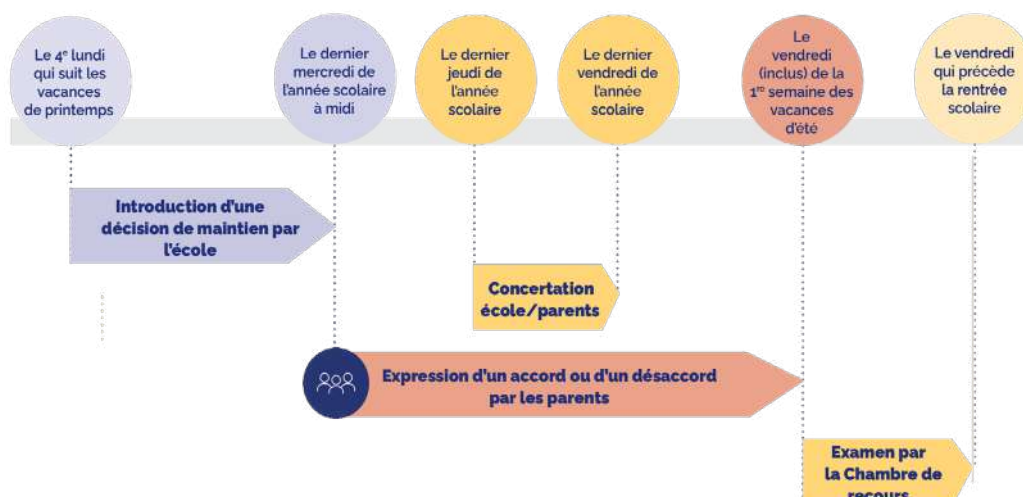 Le 4e lundi
qui suit les
vacances
de printemps
Le dernier
mercredi de
l'année scolaire
à midi
Le dernier
jeudi de
l'année
scolaire
Le dernier
vendredi de
l'année
scolaire
Le
vendredi
(inclus) de la
1re semaine des
vacances
d'été
Le vendredi
qui précède
la rentrée
scolaire
Introduction d'une
décision de maintien par
l'école
Concertation
école/parents
Expression d'un accord ou d'un désaccord
par les parents
Examen par
la Chambre de
recours